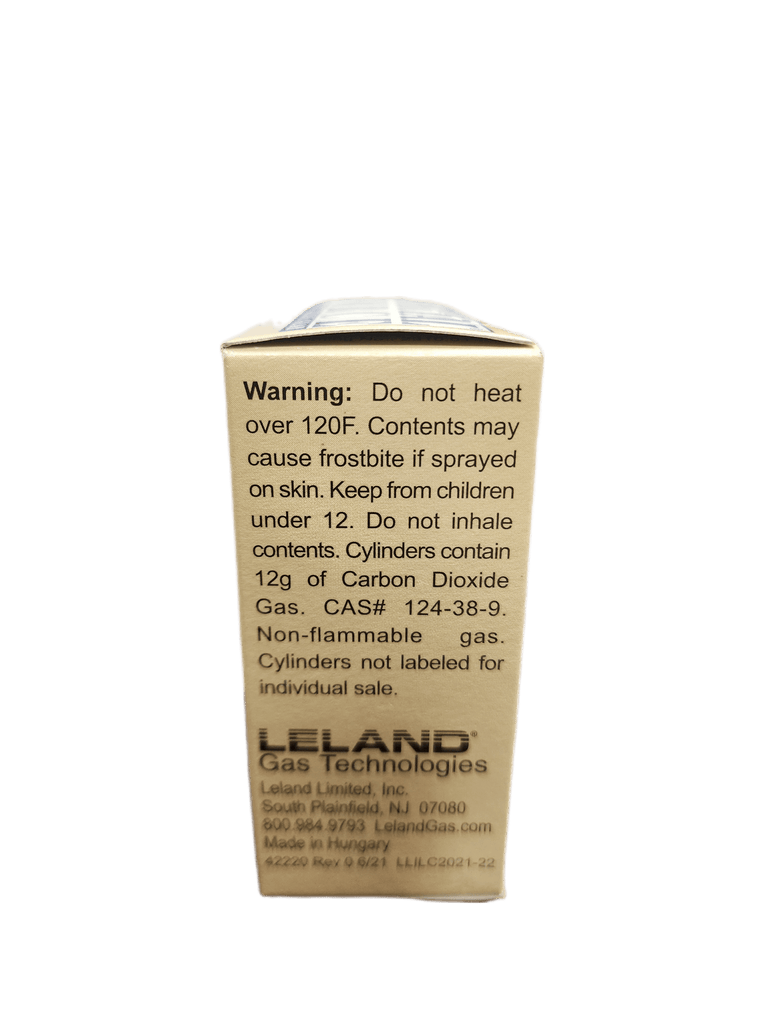 Warning: Do not heat
over 120F. Contents may
cause frostbite if sprayed
on skin. Keep from children
under 12. Do not inhale
contents. Cylinders contain
12g of Carbon Dioxide
Gas. CAS# 124-38-9.
Non-flammable gas.
Cylinders not labeled for
individual sale.
LELAND®
Gas Technologies
Leland Limited, Inc.
South Plainfield, NJ 07080
800.984.9793 LelandGas.com
Made in Hungary
42220 Rev 0 6/21 LLILC2021-22